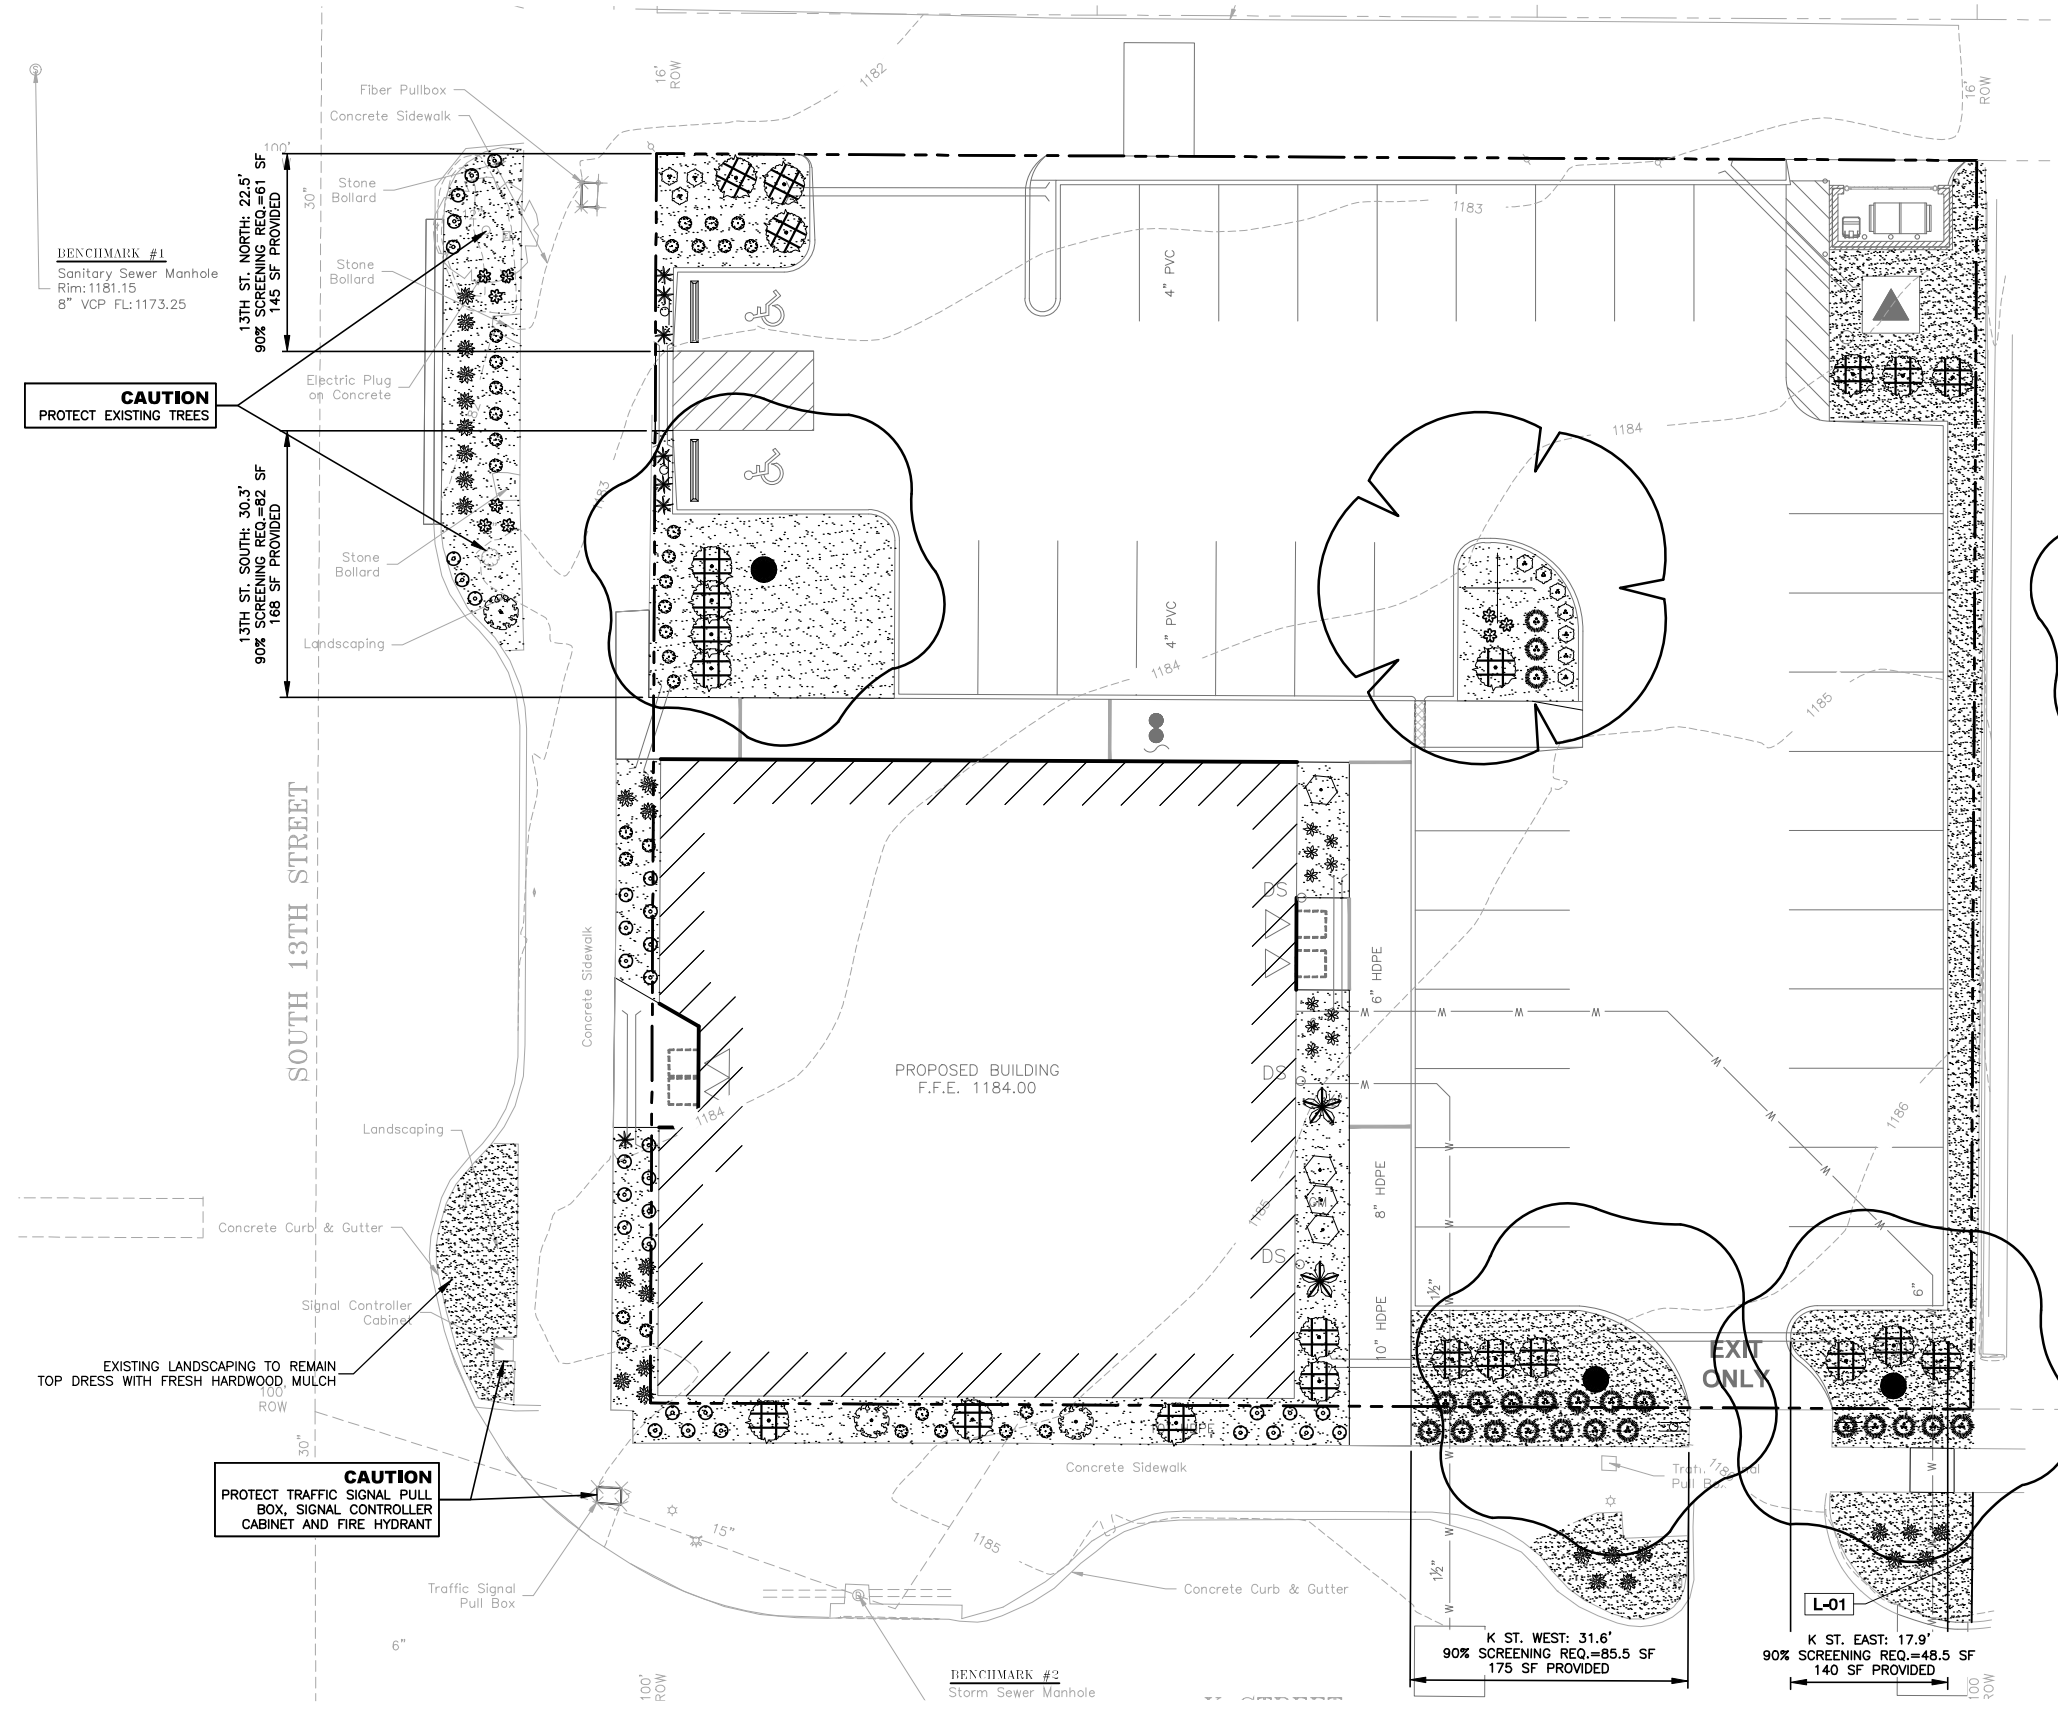 16'
ROW
1182
16'
ROW
Fiber Pullbox
Concrete Sidewalk
100'
30"
Stone
Bollard
13TH ST. NORTH: 22.5'
90% SCREENING REQ.=61 SF
145 SF PROVIDED
BENCHMARK #1
Sanitary Sewer Manhole
Rim:1181.15
8" VCP FL:1173.25
Stone
Bollard
1183
4" PVC
Electric Plug
on Concrete
CAUTION
PROTECT EXISTING TREES
1184
1183
13TH ST. SOUTH: 30.3'
90% SCREENING REQ.=82 SF
168 SF PROVIDED
Stone
Bollard
4" PVC
Landscaping
1184
1185
SOUTH 13TH STREET
Concrete Sidewalk
DS
6" HDPE
W
W
W
W
PROPOSED BUILDING
F.F.E. 1184.00
DS
W
W
W
1184
1186
Landscaping
W
W
8" HDPE
1185
GM
Concrete Curb & Gutter
W
W
DS
1½"
6"
Signal Controller
Cabinet
10" HDPE
W
EXIT
ONLY
EXISTING LANDSCAPING TO REMAIN
TOP DRESS WITH FRESH HARDWOOD MULCH
100'
ROW
30"
Concrete Sidewalk
W
W
CAUTION
PROTECT TRAFFIC SIGNAL PULL
BOX, SIGNAL CONTROLLER
CABINET AND FIRE HYDRANT
15"
1185
1186
W
1½"
Traffic Signal
Pull Box
Concrete Curb & Gutter
W
L-01
6"
K ST. WEST: 31.6'
90% SCREENING REQ.=85.5 SF
175 SF PROVIDED
K ST. EAST: 17.9'
90% SCREENING REQ.=48.5 SF
140 SF PROVIDED
100'
ROW
BENCHMARK #2
Storm Sewer Manhole
100'
ROW